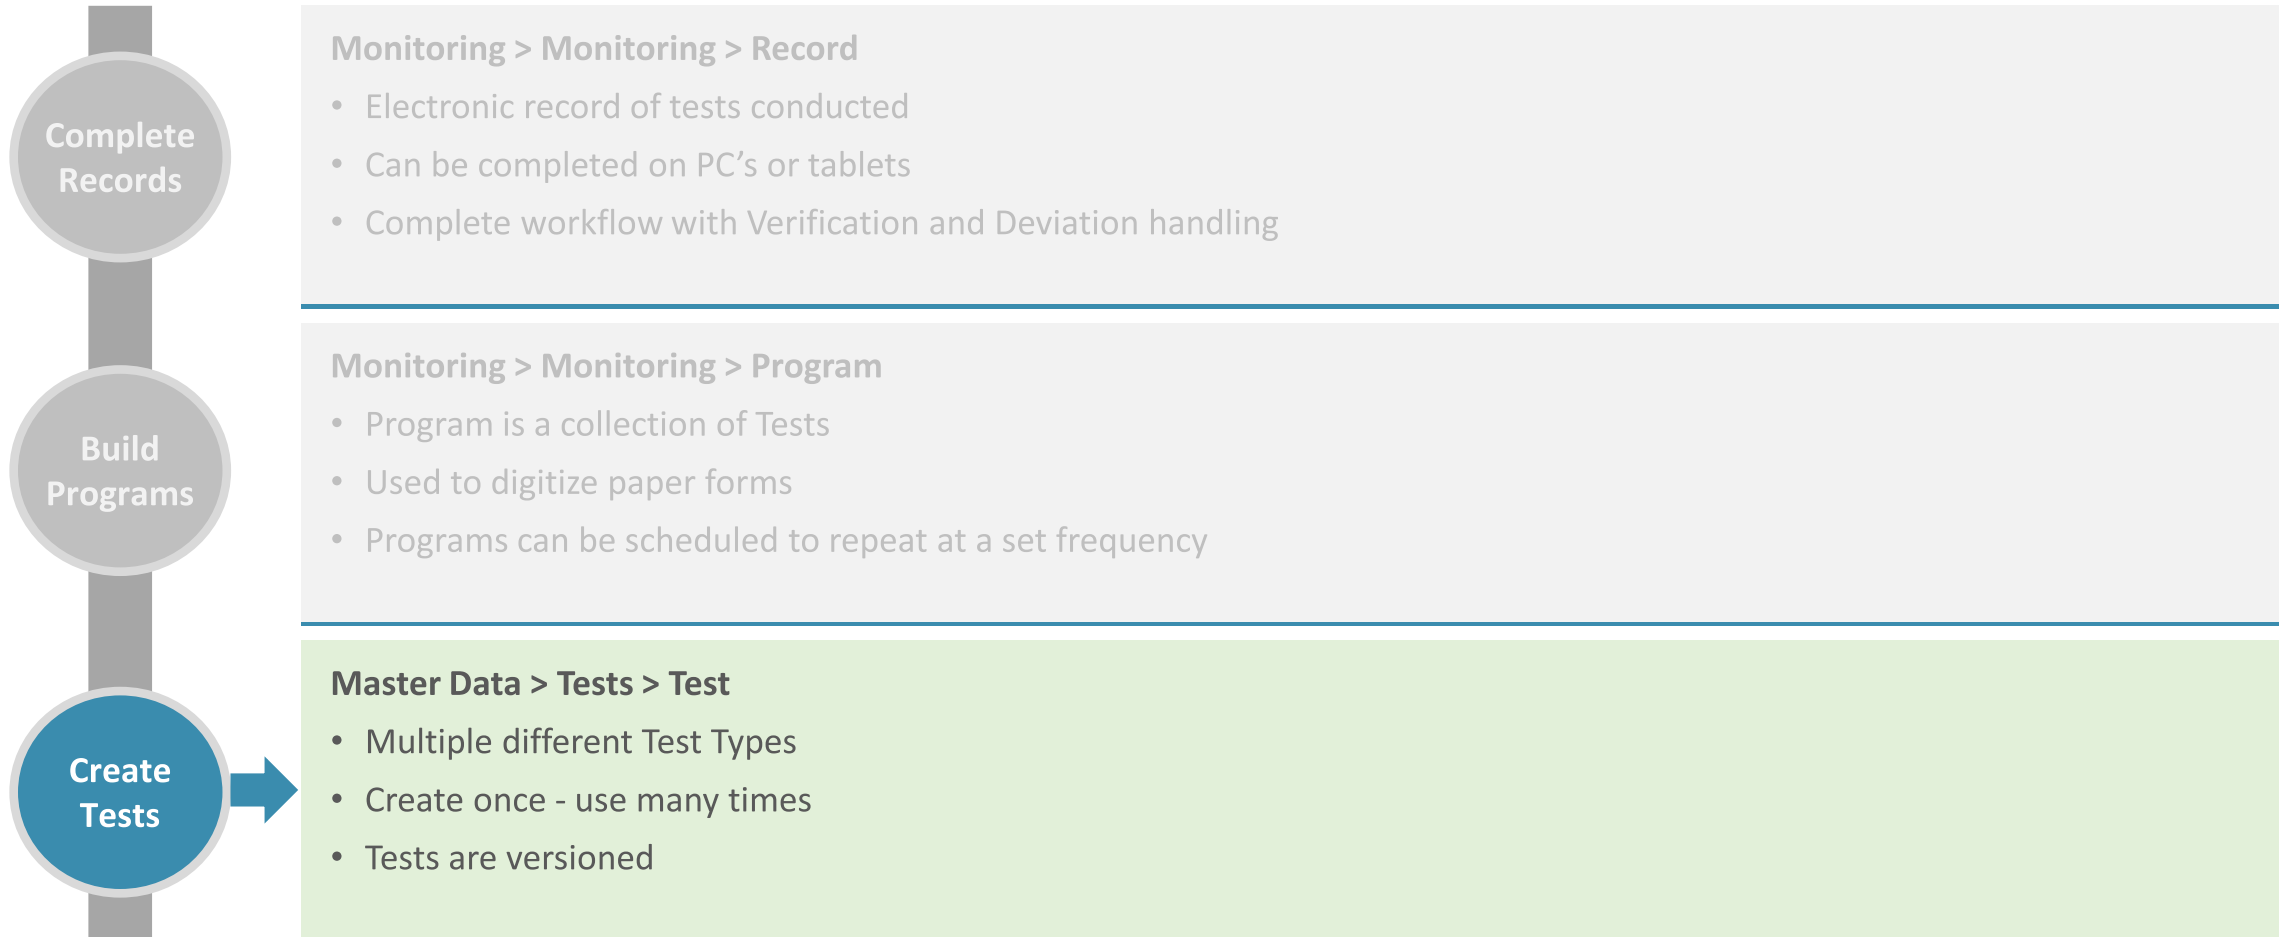 Complete
Records
Monitoring > Monitoring > Record
• Electronic record of tests conducted
• Can be completed on PC’s or tablets
• Complete workflow with Verification and Deviation handling
Build
Programs
Monitoring > Monitoring > Program
• Program is a collection of Tests
• Used to digitize paper forms
• Programs can be scheduled to repeat at a set frequency
Create
Tests
Master Data > Tests > Test
• Multiple different Test Types
• Create once - use many times
• Tests are versioned